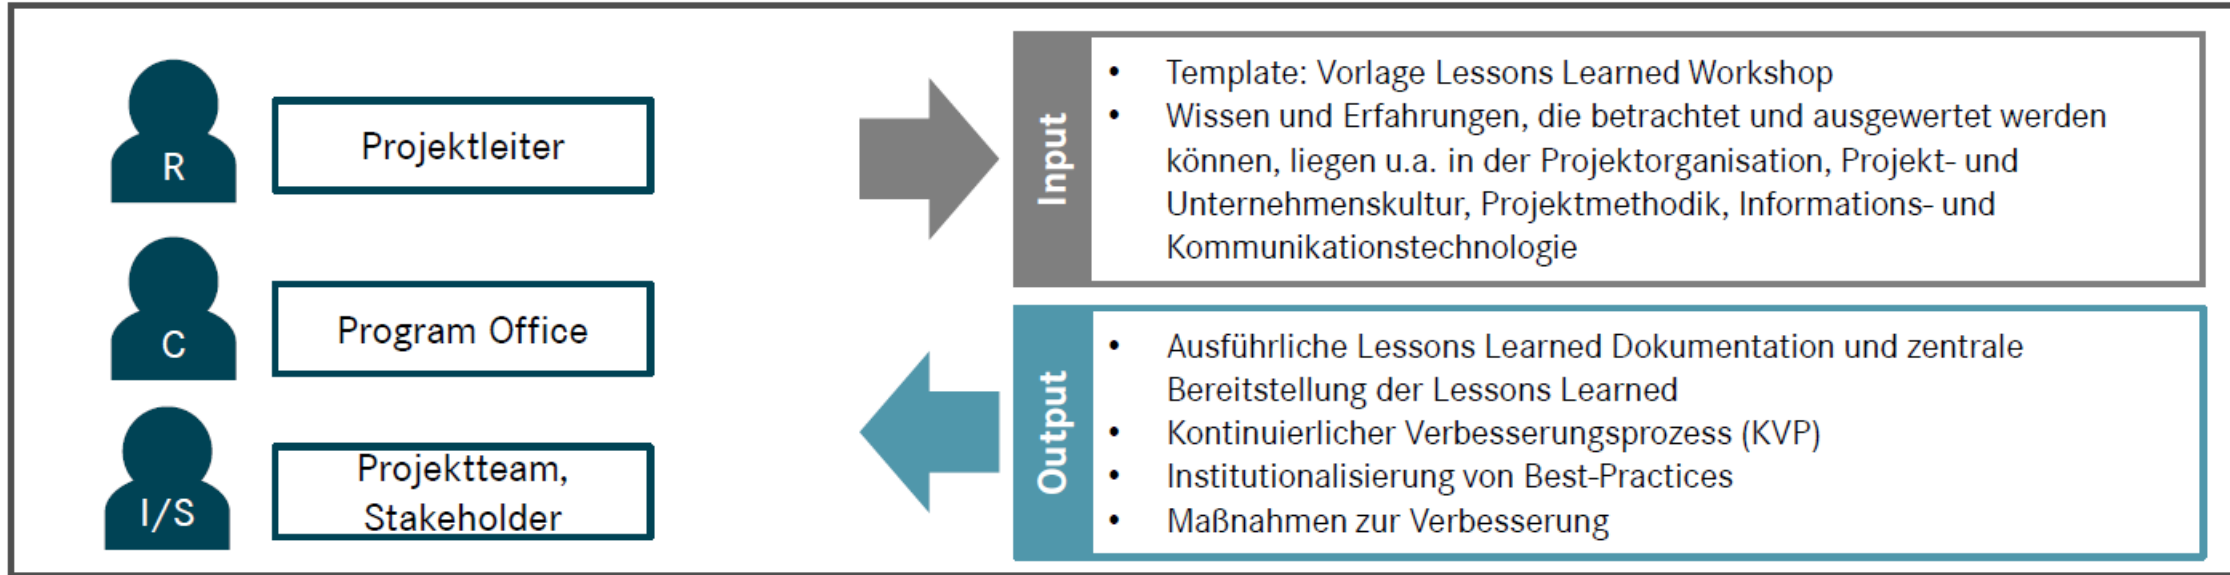 R
Projektleiter
C
Program Office
I/S
Projektteam,
Stakeholder
Input
• Template: Vorlage Lessons Learned Workshop
• Wissen und Erfahrungen, die betrachtet und ausgewertet werden
können, liegen u.a. in der Projektorganisation, Projekt- und
Unternehmenskultur, Projektmethodik, Informations- und
Kommunikationstechnologie
Output
• Ausführliche Lessons Learned Dokumentation und zentrale
Bereitstellung der Lessons Learned
• Kontinuierlicher Verbesserungsprozess (KVP)
• Institutionalisierung von Best-Practices
• Maßnahmen zur Verbesserung